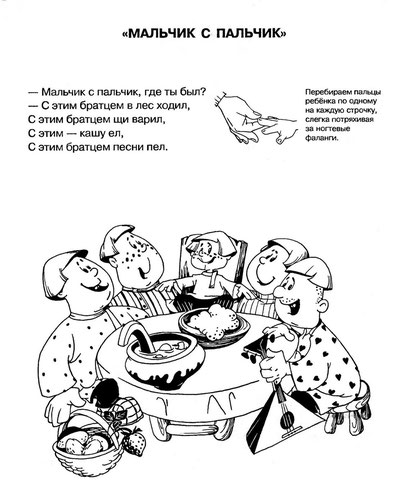 «МАЛЬЧИК С ПАЛЬЧИК»
— Мальчик с пальчик, где ты был?
— С этим братцем в лес ходил,
С этим братцем щи варил,
С этим — кашу ел,
С этим братцем песни пел.
Перебираем пальцы
ребёнка по одному
на каждую строчку,
слегка потряхивая
за ногтевые
фаланги.